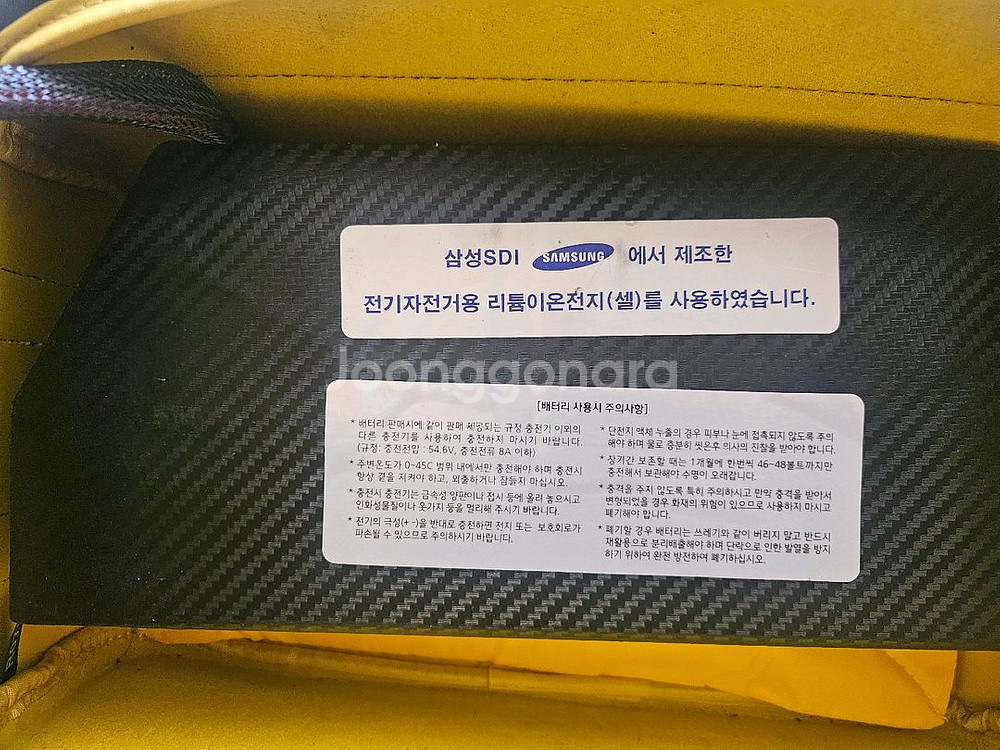 삼성SDI SAMSUNG 에서 제조한
전기자전거용 리튬이온전지(셀)를 사용하였습니다.
Joonggonara
[배터리 사용시 주의사항]
* 배터리 판매시에 같이 판매 제공되는 규정 충전기 이외의
다른 충전기를 사용하여 충전하지 마시기 바랍니다.
(규정: 충전전압 : 54.6V, 충전전류 8A 이하)
* 주변온도가 0~45C 범위 내에서만 충전해야 하며 충전시
항상 곁을 지켜야 하고, 외출하거나 잠들지 마십시오.
* 충전시 충전기는 금속성 양판이나 접시 등에 올려 놓으시고
인화성물질이나 옷가지 등을 멀리해 주시기 바랍니다.
* 전기의 극성(+ -)을 반대로 충전하면 전지 또는 보호회로가
파손될 수 있으므로 주의하시기 바랍니다.
* 단전지 액체 누출의 경우 피부나 눈에 접촉되지 않도록 주의
해야 하며 물로 충분히 씻은후 의사의 진찰을 받아야 합니다.
* 장기간 보존할 때는 1개월에 한번씩 46~48볼트까지만
충전해서 보관해야 수명이 오래갑니다.
* 충격을 주지 않도록 특히 주의하시고 만약 충격을 받아서
변형되었을 경우 화재의 위험이 있으므로 사용하지 마시고
폐기해야 합니다.
* 폐기할 경우 배터리는 쓰레기와 같이 버리지 말고 반드시
재활용으로 분리배출해야 하며 단락으로 인한 발열을 방지
하기 위하여 완전 방전하여 폐기하십시오.